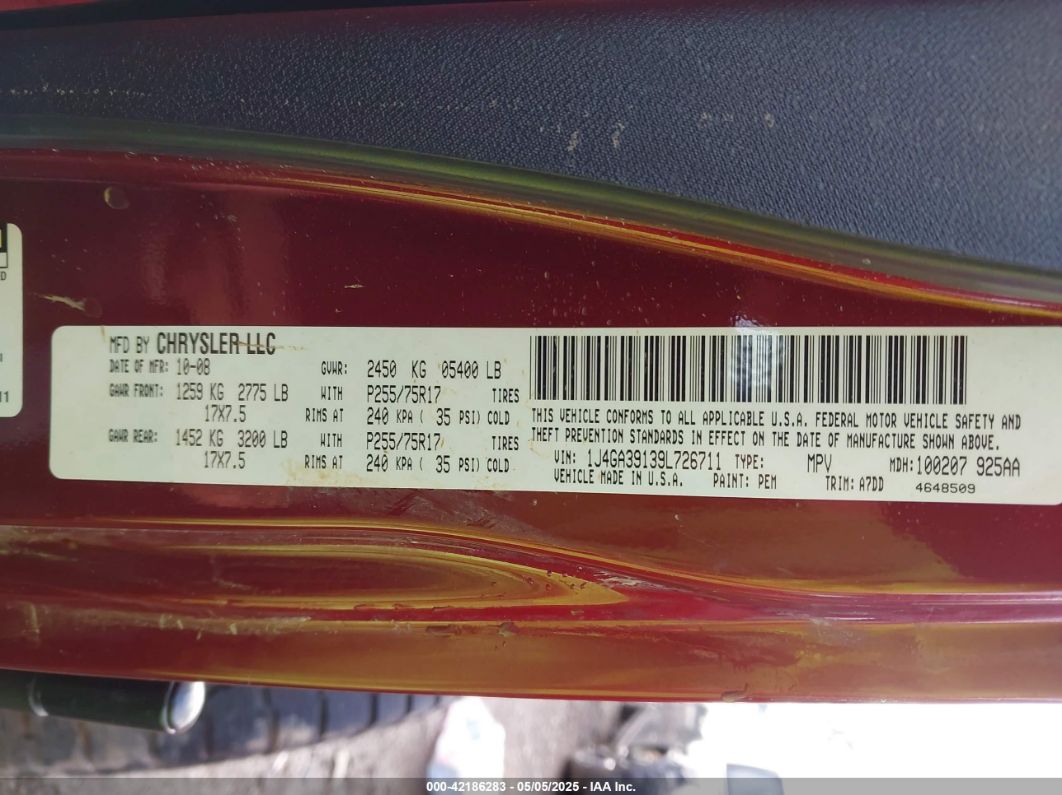 MFD BY CHRYSLER LLC
DATE OF MFR: 10-08 GVWR: 2450 KG 05400 LB
GAWR FRONT: 1259 KG 2775 LB WITH P255/75R17 TIRES
17X7.5 RIMS AT 240 KPA ( 35 PSI) COLD
GAWR REAR: 1452 KG 3200 LB WITH P255/75R17 TIRES
17X7.5 RIMS AT 240 KPA ( 35 PSI) COLD
THIS VEHICLE CONFORMS TO ALL APPLICABLE U.S.A. FEDERAL MOTOR VEHICLE SAFETY AND
THEFT PREVENTION STANDARDS IN EFFECT ON THE DATE OF MANUFACTURE SHOWN ABOVE.
VIN: 1J4GA39139L726711 TYPE: MPV MDH: 100207 925AA
VEHICLE MADE IN U.S.A. PAINT: PEM TRIM: A7DD 4648509
D
11
000-42186283 - 05/05/2025 - IAA Inc.